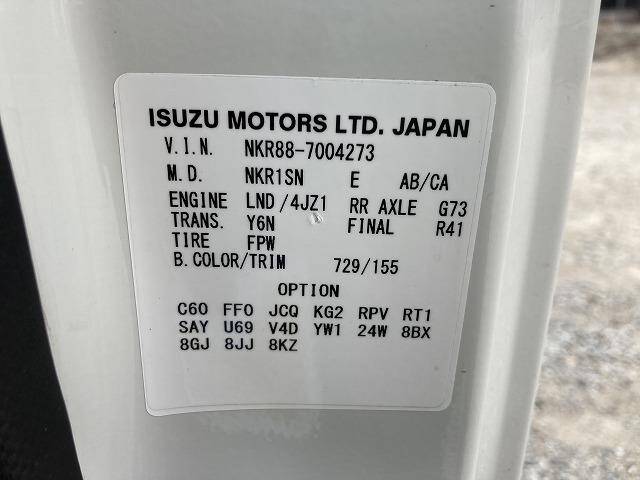 ISUZU MOTORS LTD. JAPAN
V.I.N. NKR88-7004273
M.D. NKR1SN E AB/CA
ENGINE LND/4JZ1 RR AXLE G73
TRANS. Y6N FINAL R41
TIRE FPW
B.COLOR/TRIM 729/155
OPTION
C60 FF0 JCQ KG2 RPV RT1
SAY U69 V4D YW1 24W 8BX
8GJ 8JJ 8KZ